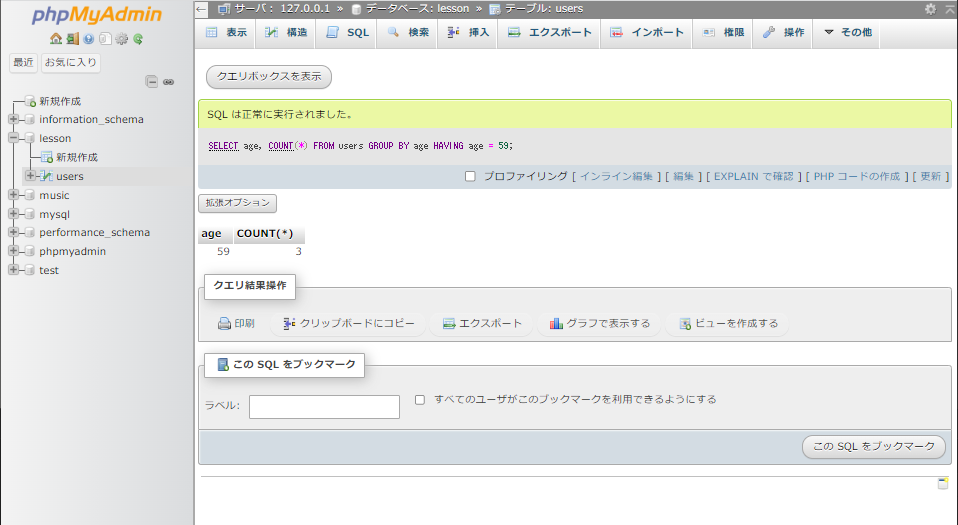 phpMyAdmin
最近 お気に入り
新規作成
information_schema
lesson
新規作成
users
music
mysql
performance_schema
phpmyadmin
test
サーバ: 127.0.0.1 » データベース: lesson » テーブル: users
表示 構造 SQL 検索 挿入 エクスポート インポート 権限 操作 その他
クエリボックスを表示
SQL は正常に実行されました。
SELECT age, COUNT(*) FROM users GROUP BY age HAVING age = 59;
プロファイリング [ インライン編集 ] [ 編集 ] [ EXPLAIN で確認 ] [ PHP コードの作成 ] [ 更新 ]
拡張オプション
age COUNT(*)
59 3
クエリ結果操作
印刷 クリップボードにコピー エクスポート グラフで表示する ビューを作成する
この SQL をブックマーク
ラベル: すべてのユーザがこのブックマークを利用できるようにする
この SQL をブックマーク